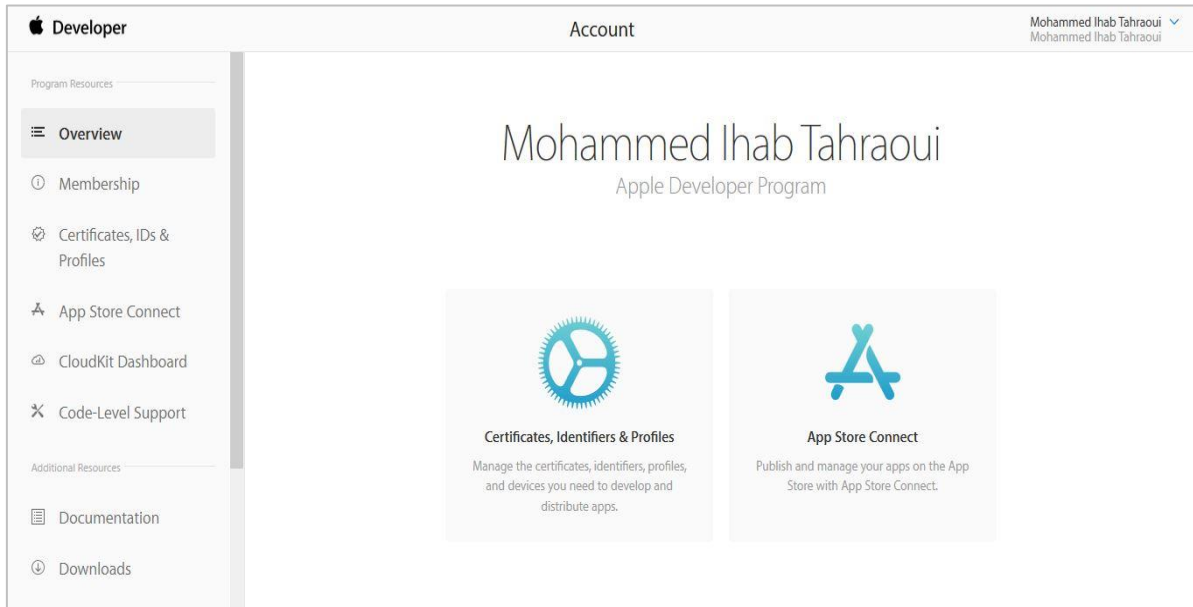 Developer
Account
Mohammed Ihab Tahraoui
Mohammed Ihab Tahraoui
Program Resources
Overview
Membership
Certificates, IDs &
Profiles
App Store Connect
CloudKit Dashboard
Code-Level Support
Additional Resources
Documentation
Downloads
Mohammed Ihab Tahraoui
Apple Developer Program
Certificates, Identifiers & Profiles
Manage the certificates, identifiers, profiles,
and devices you need to develop and
distribute apps.
App Store Connect
Publish and manage your apps on the App
Store with App Store Connect.